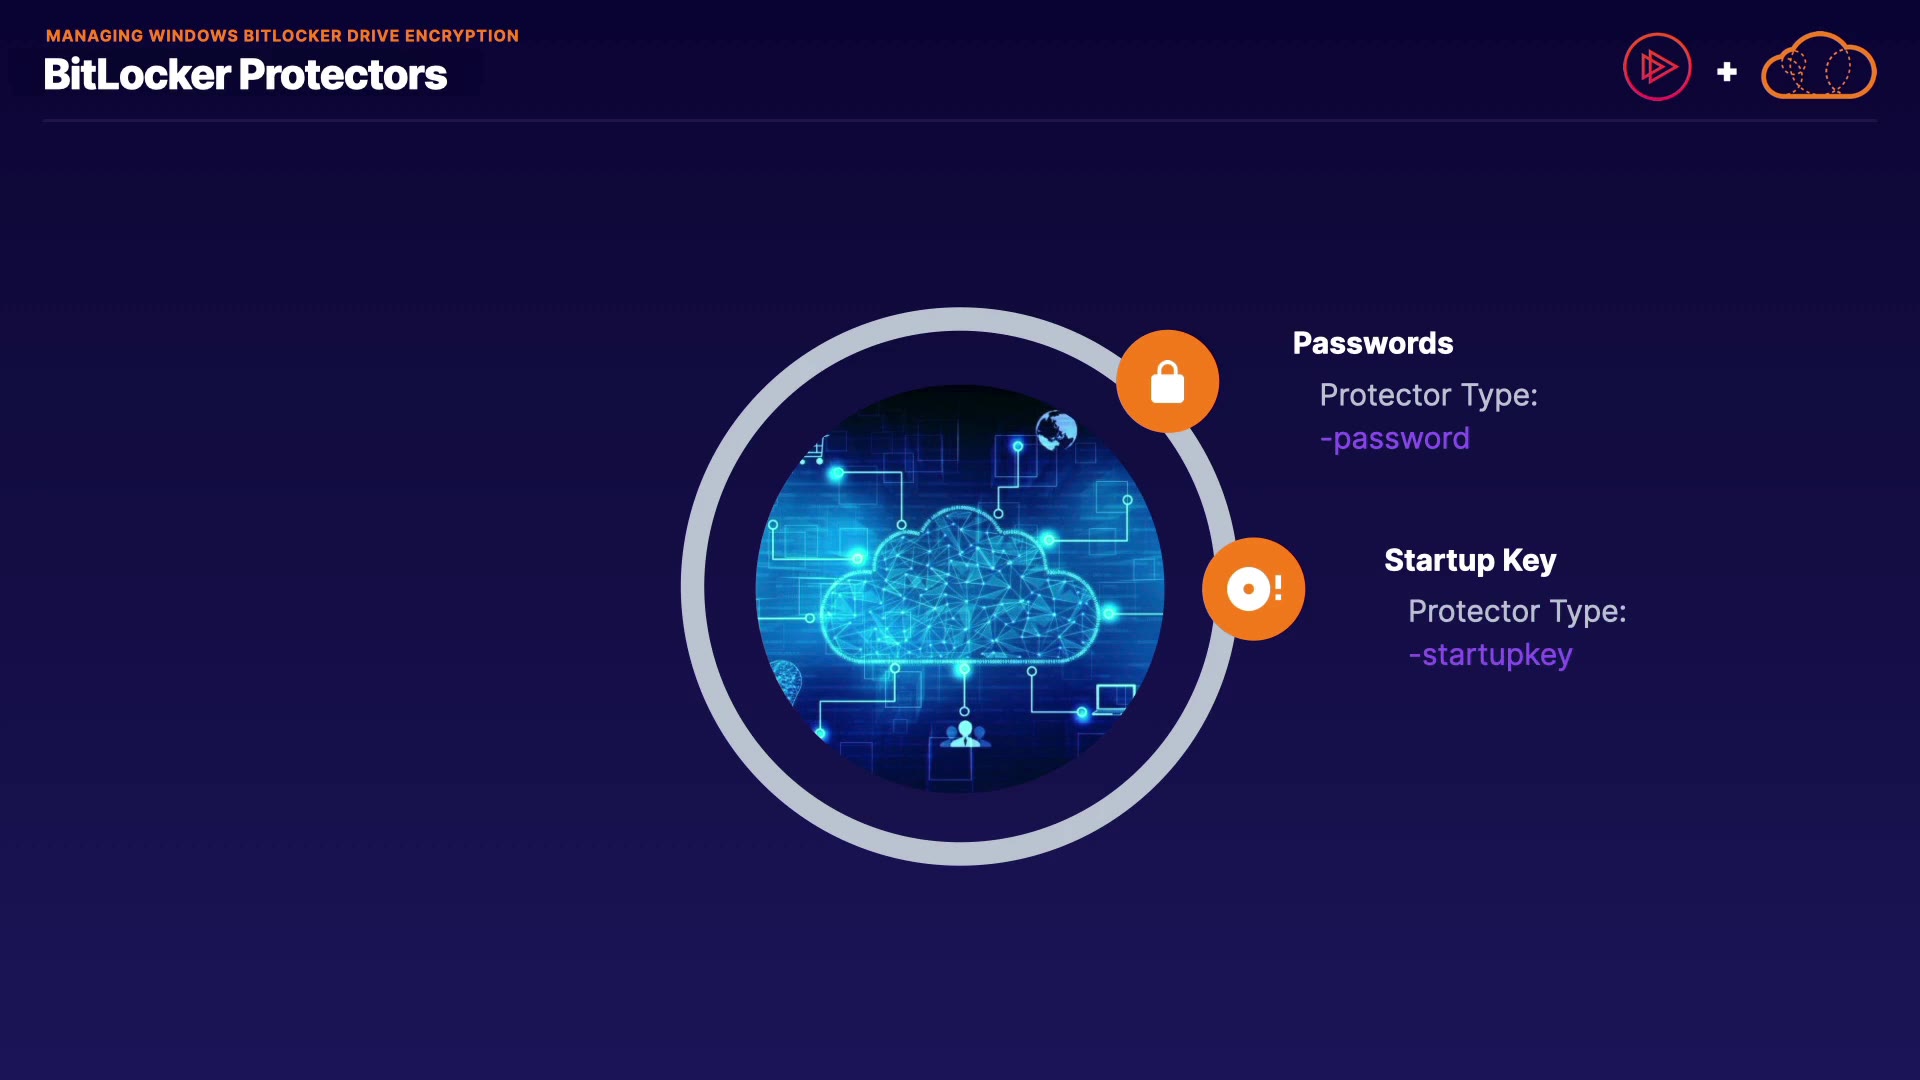 MANAGING WINDOWS BITLOCKER DRIVE ENCRYPTION
BitLocker Protectors
Passwords
Protector Type:
-password
Startup Key
Protector Type:
-startupkey